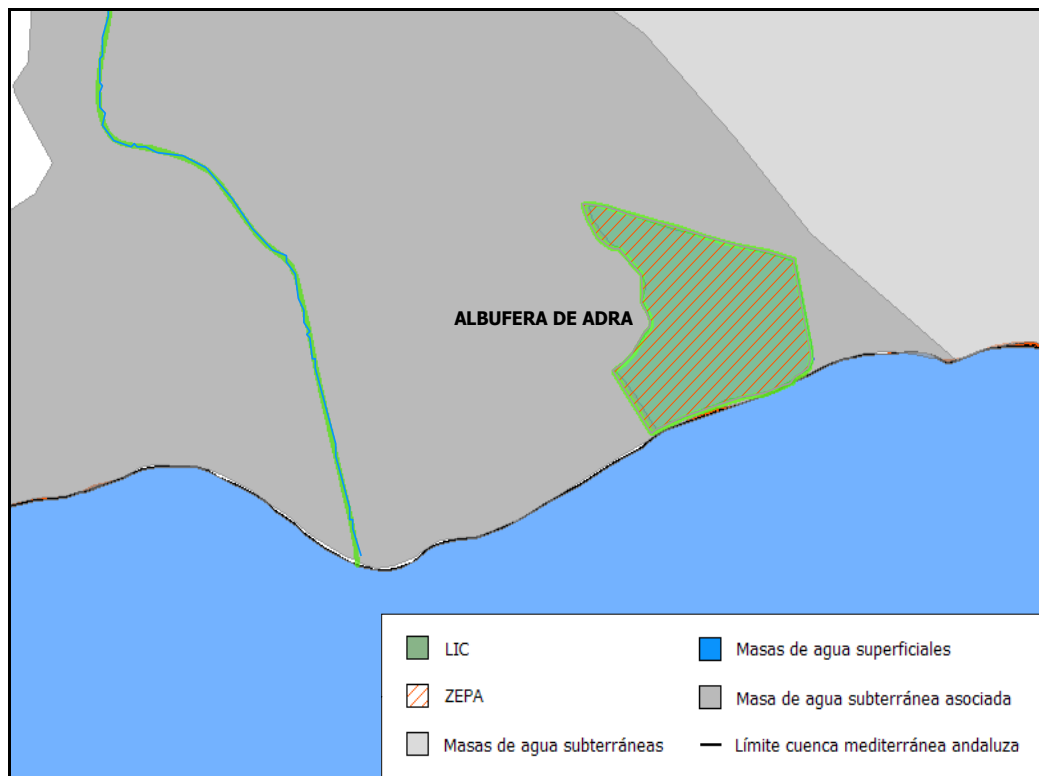 ALBUFERA DE ADRA
LIC
Masas de agua superficiales
ZEPA
Masa de agua subterránea asociada
Masas de agua subterráneas
Límite cuenca mediterránea andaluza